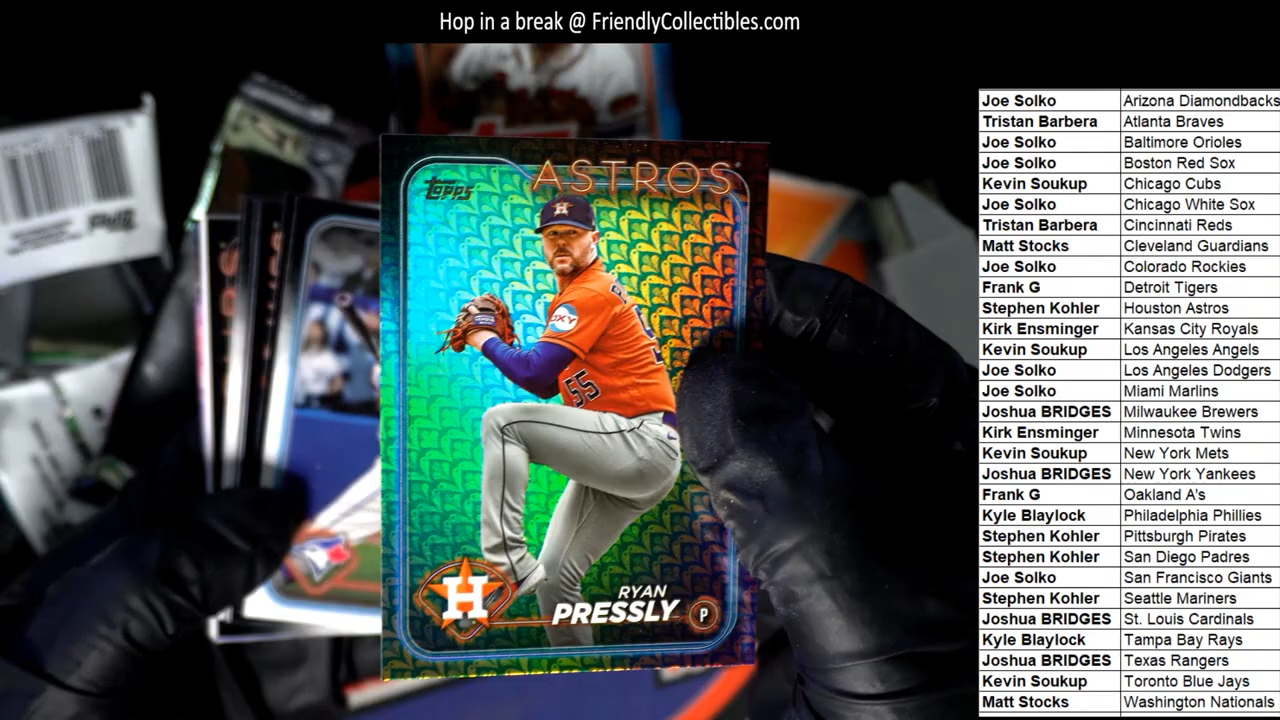 Hop in a break @ FriendlyCollectibles.com
TOPPS
ASTROS
H
OXY
55
H
RYAN
PRESSLY P
Joe Solko Arizona Diamondbacks
Tristan Barbera Atlanta Braves
Joe Solko Baltimore Orioles
Joe Solko Boston Red Sox
Kevin Soukup Chicago Cubs
Joe Solko Chicago White Sox
Tristan Barbera Cincinnati Reds
Matt Stocks Cleveland Guardians
Joe Solko Colorado Rockies
Frank G Detroit Tigers
Stephen Kohler Houston Astros
Kirk Ensminger Kansas City Royals
Kevin Soukup Los Angeles Angels
Joe Solko Los Angeles Dodgers
Joe Solko Miami Marlins
Joshua BRIDGES Milwaukee Brewers
Kirk Ensminger Minnesota Twins
Kevin Soukup New York Mets
Joshua BRIDGES New York Yankees
Frank G Oakland A's
Kyle Blaylock Philadelphia Phillies
Stephen Kohler Pittsburgh Pirates
Stephen Kohler San Diego Padres
Joe Solko San Francisco Giants
Stephen Kohler Seattle Mariners
Joshua BRIDGES St. Louis Cardinals
Kyle Blaylock Tampa Bay Rays
Joshua BRIDGES Texas Rangers
Kevin Soukup Toronto Blue Jays
Matt Stocks Washington Nationals